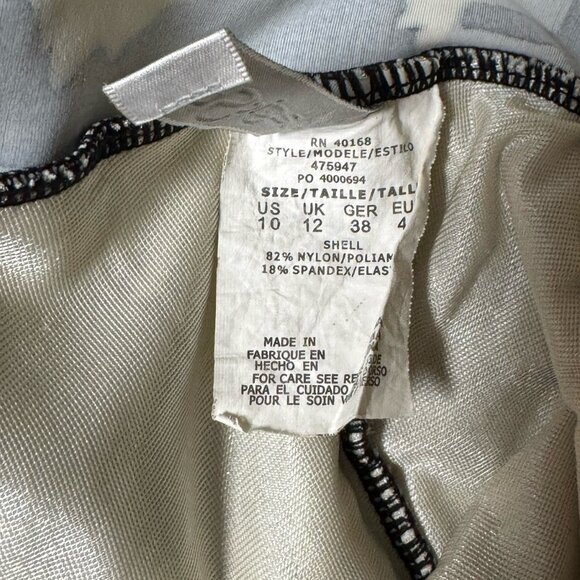 RN 40168
STYLE/MODELE/ESTILO
475947
PO 4000694
SIZE/TAILLE/TALL
US UK GER EU
10 12 38 4
SHELL
82% NYLON/POLIAM
18% SPANDEX/ELAS
MADE IN
FABRIQUE EN
HECHO EN
FOR CARE SEE RE
PARA EL CUIDADO
POUR LE SOIN V